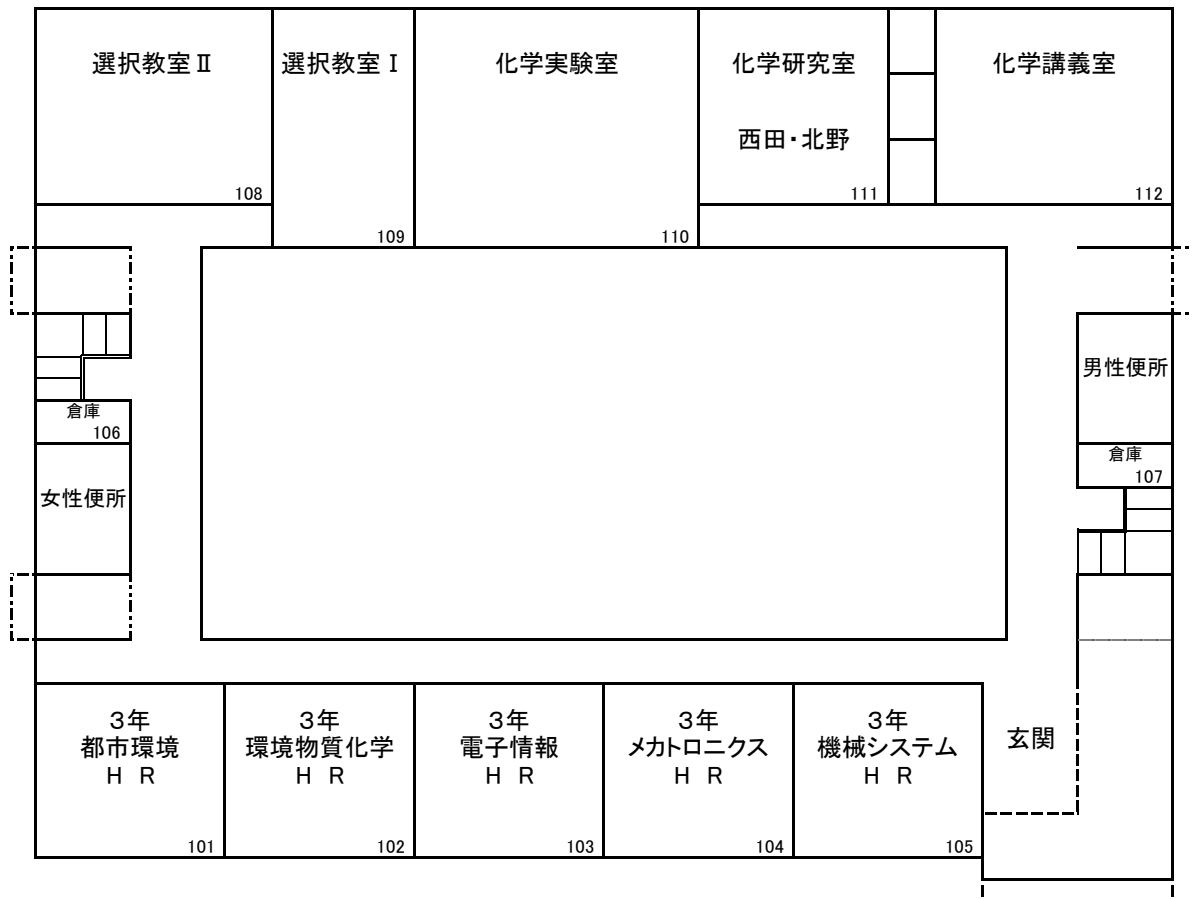 選択教室Ⅱ
108
選択教室Ⅰ
109
化学実験室
110
化学研究室
西田・北野
111
化学講義室
112
倉庫
106
女性便所
男性便所
倉庫
107
3年
都市環境
H R
101
3年
環境物質化学
H R
102
3年
電子情報
H R
103
3年
メカトロニクス
H R
104
3年
機械システム
H R
105
玄関